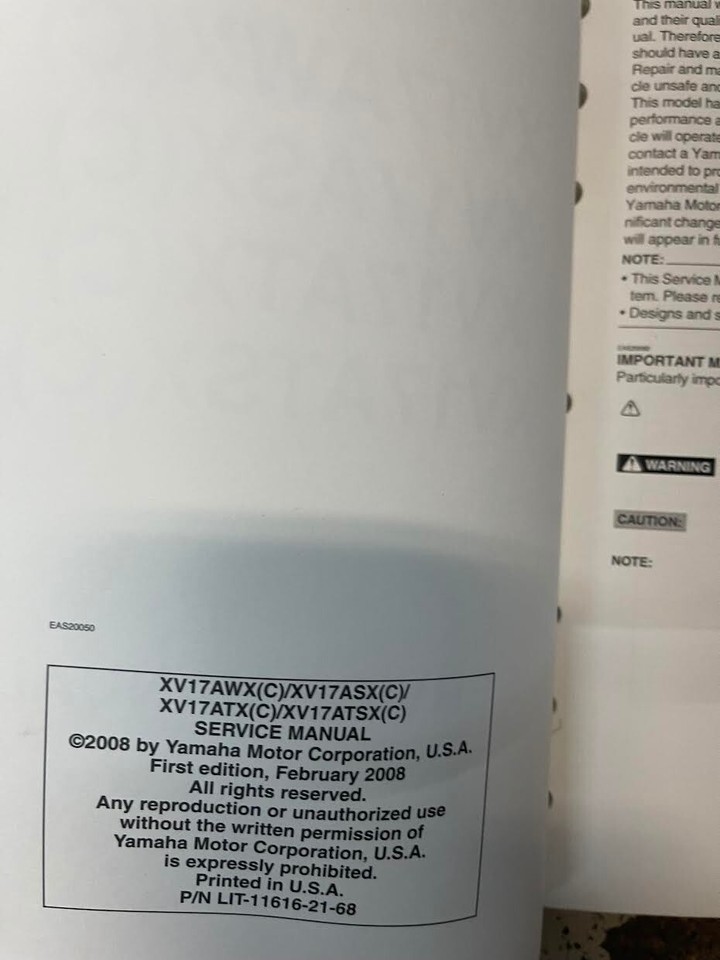 EAS20050
XV17AWX(C)/XV17ASX(C)/
XV17ATX(C)/XV17ATSX(C)
SERVICE MANUAL
©2008 by Yamaha Motor Corporation, U.S.A.
First edition, February 2008
All rights reserved.
Any reproduction or unauthorized use
without the written permission of
Yamaha Motor Corporation, U.S.A.
is expressly prohibited.
Printed in U.S.A.
P/N LIT-11616-21-68
This manual w
and their quali
ual. Therefore
should have a
Repair and ma
cle unsafe and
This model ha
performance a
cle will operate
contact a Yam
intended to pro
environmental
Yamaha Motor
nificant change
will appear in fu
NOTE:
• This Service M
tem. Please re
• Designs and s
IMPORTANT M
Particularly impo
WARNING
CAUTION:
NOTE: